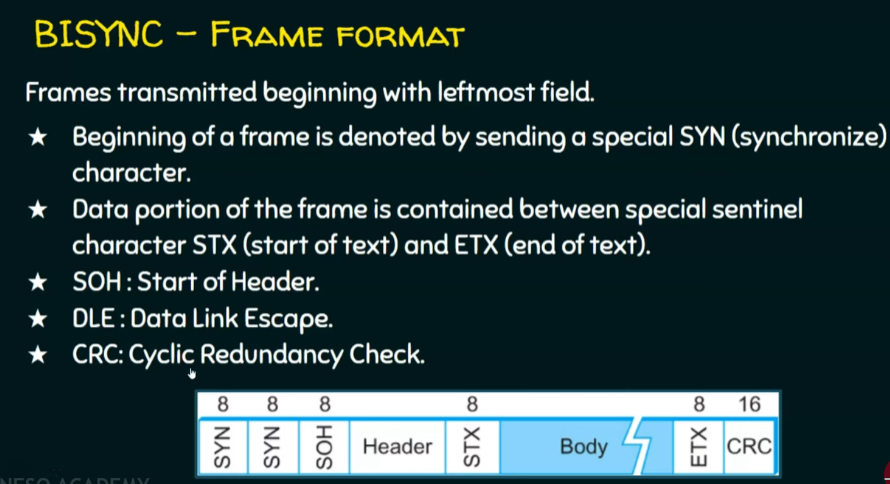 BISYNC – FRAME FORMAT
Frames transmitted beginning with leftmost field.
★ Beginning of a frame is denoted by sending a special SYN (synchronize)
character.
★ Data portion of the frame is contained between special sentinel
character STX (start of text) and ETX (end of text).
★ SOH : Start of Header.
★ DLE : Data Link Escape.
★ CRC: Cyclic Redundancy Check.
8 8 8 8 8 16
SYN SYN SOH Header STX Body ETX CRC
NESO ACADEMY